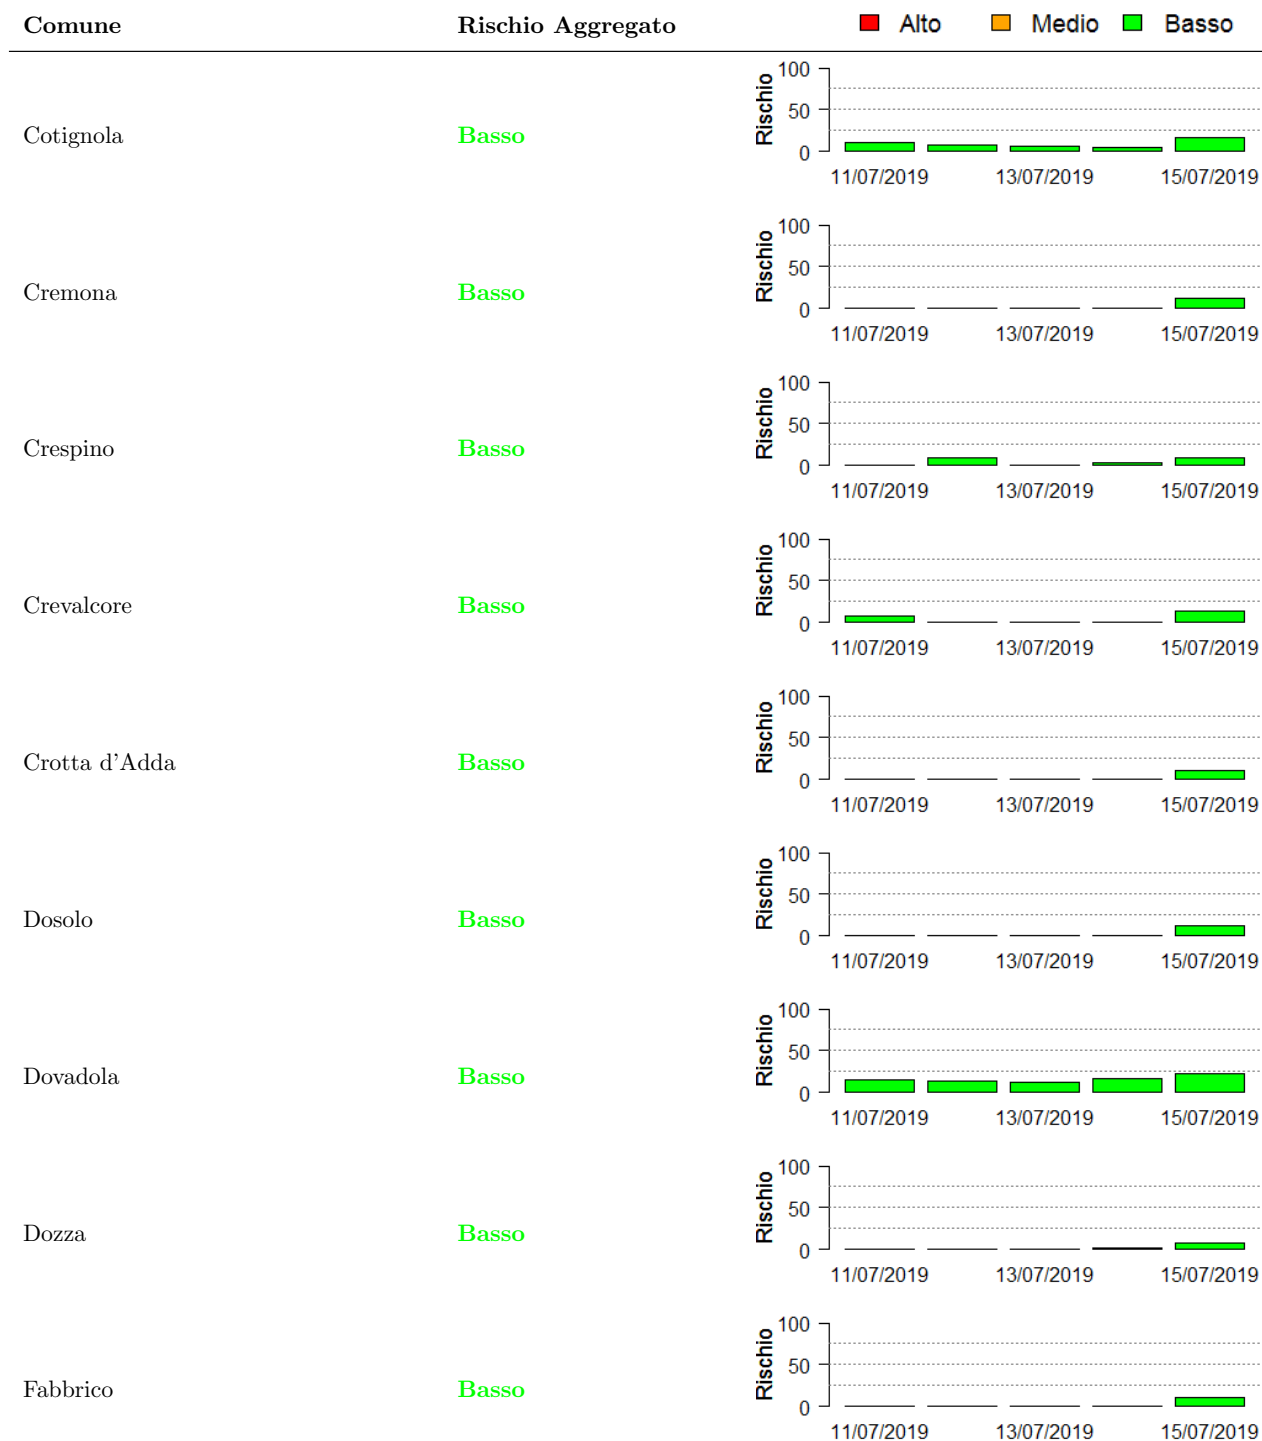 Comune Rischio Aggregato Alto Medio Basso
Cotignola Basso
Rischio
100
50
0
11/07/2019 13/07/2019 15/07/2019
Cremona Basso
Rischio
100
50
0
11/07/2019 13/07/2019 15/07/2019
Crespino Basso
Rischio
100
50
0
11/07/2019 13/07/2019 15/07/2019
Crevalcore Basso
Rischio
100
50
0
11/07/2019 13/07/2019 15/07/2019
Crotta d'Adda Basso
Rischio
100
50
0
11/07/2019 13/07/2019 15/07/2019
Dosolo Basso
Rischio
100
50
0
11/07/2019 13/07/2019 15/07/2019
Dovadola Basso
Rischio
100
50
0
11/07/2019 13/07/2019 15/07/2019
Dozza Basso
Rischio
100
50
0
11/07/2019 13/07/2019 15/07/2019
Fabbrico Basso
Rischio
100
50
0
11/07/2019 13/07/2019 15/07/2019